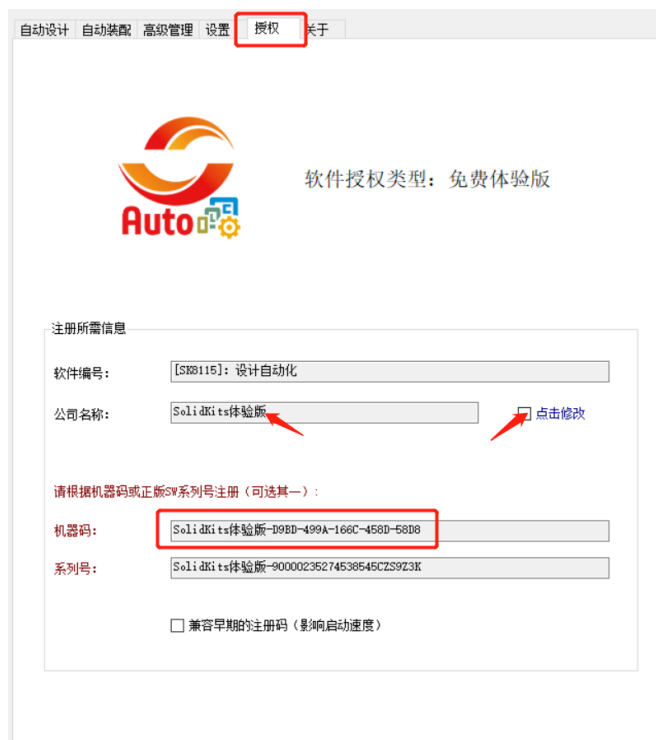 自动设计 自动装配 高级管理 设置 授权 关于
软件授权类型：免费体验版
Auto
注册所需信息
软件编号： [SK8115]：设计自动化
公司名称： SolidKits体验版 点击修改
请根据机器码或正版SW系列号注册（可选其一）：
机器码： SolidKits体验版-D9BD-499A-166C-458D-58D8
系列号： SolidKits体验版-90000235274538545CZS9Z3K
兼容早期的注册码（影响启动速度）